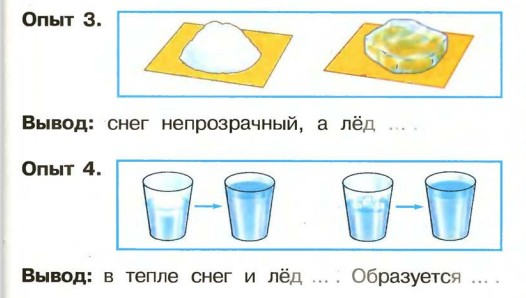 Опыт 3.
Вывод: снег непрозрачный, а лёд ... .
Опыт 4.
Вывод: в тепле снег и лёд ... . Образуется ... .